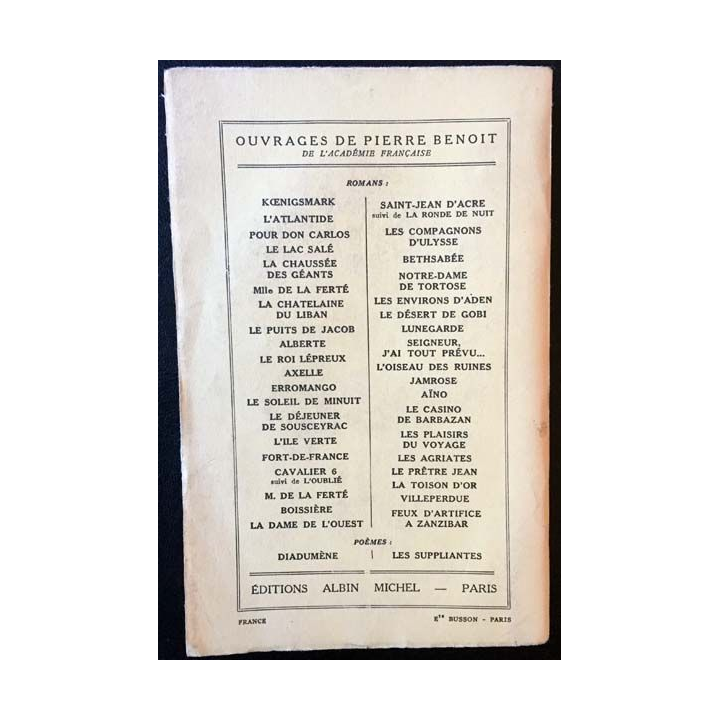 OUVRAGES DE PIERRE BENOIT
DE L'ACADÉMIE FRANÇAISE
ROMANS :
KŒNIGSMARK
L'ATLANTIDE
POUR DON CARLOS
LE LAC SALÉ
LA CHAUSSÉE
DES GÉANTS
Mlle DE LA FERTÉ
LA CHATELAINE
DU LIBAN
LE PUITS DE JACOB
ALBERTE
LE ROI LÉPREUX
AXELLE
ERROMANGO
LE SOLEIL DE MINUIT
LE DÉJEUNER
DE SOUSCEYRAC
L'ILE VERTE
FORT-DE-FRANCE
CAVALIER 6
suivi de L'OUBLIÉ
M. DE LA FERTÉ
BOISSIÈRE
LA DAME DE L'OUEST
SAINT-JEAN D'ACRE
suivi de LA RONDE DE NUIT
LES COMPAGNONS
D'ULYSSE
BETHSABÉE
NOTRE-DAME
DE TORTOSE
LES ENVIRONS D'ADEN
LE DÉSERT DE GOBI
LUNEGARDE
SEIGNEUR,
J'AI TOUT PRÉVU...
L'OISEAU DES RUINES
JAMROSE
AÏNO
LE CASINO
DE BARBAZAN
LES PLAISIRS
DU VOYAGE
LES AGRIATES
LE PRÊTRE JEAN
LA TOISON D'OR
VILLEPERDUE
FEUX D'ARTIFICE
A ZANZIBAR
POÈMES :
DIADUMÈNE
LES SUPPLIANTES
ÉDITIONS ALBIN MICHEL — PARIS
FRANCE
Ets BUSSON - PARIS